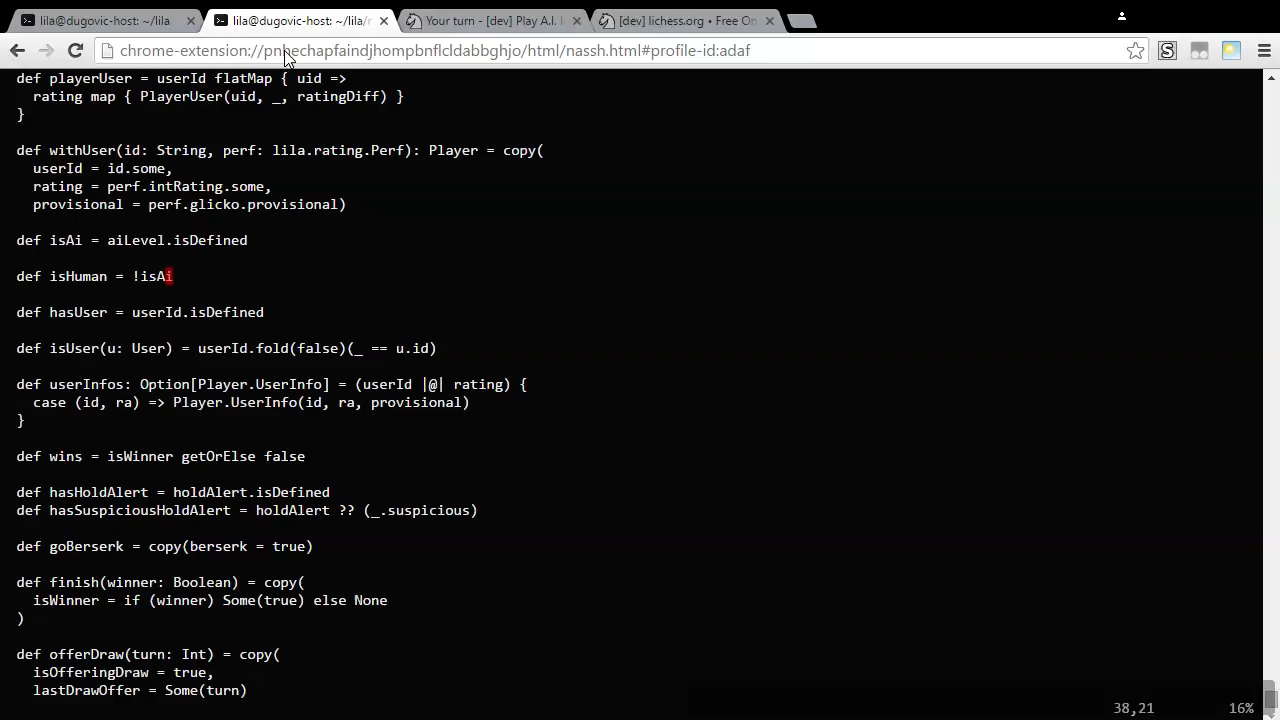 lila@dugovic-host: ~/lila
lila@dugovic-host: ~/lila/r
Your turn - [dev] Play A.I. l
[dev] lichess.org • Free On
chrome-extension://pnhechapfaindjhompbnflcldabbghjo/html/nassh.html#profile-id:adaf
def playerUser = userId flatMap { uid =>
rating map { PlayerUser(uid, _, ratingDiff) }
}
def withUser(id: String, perf: lila.rating.Perf): Player = copy(
userId = id.some,
rating = perf.intRating.some,
provisional = perf.glicko.provisional)
def isAi = aiLevel.isDefined
def isHuman = !isAi
def hasUser = userId.isDefined
def isUser(u: User) = userId.fold(false)(_ == u.id)
def userInfos: Option[Player.UserInfo] = (userId |@| rating) {
case (id, ra) => Player.UserInfo(id, ra, provisional)
}
def wins = isWinner getOrElse false
def hasHoldAlert = holdAlert.isDefined
def hasSuspiciousHoldAlert = holdAlert ?? (_.suspicious)
def goBerserk = copy(berserk = true)
def finish(winner: Boolean) = copy(
isWinner = if (winner) Some(true) else None
)
def offerDraw(turn: Int) = copy(
isOfferingDraw = true,
lastDrawOffer = Some(turn)
38,21 16%